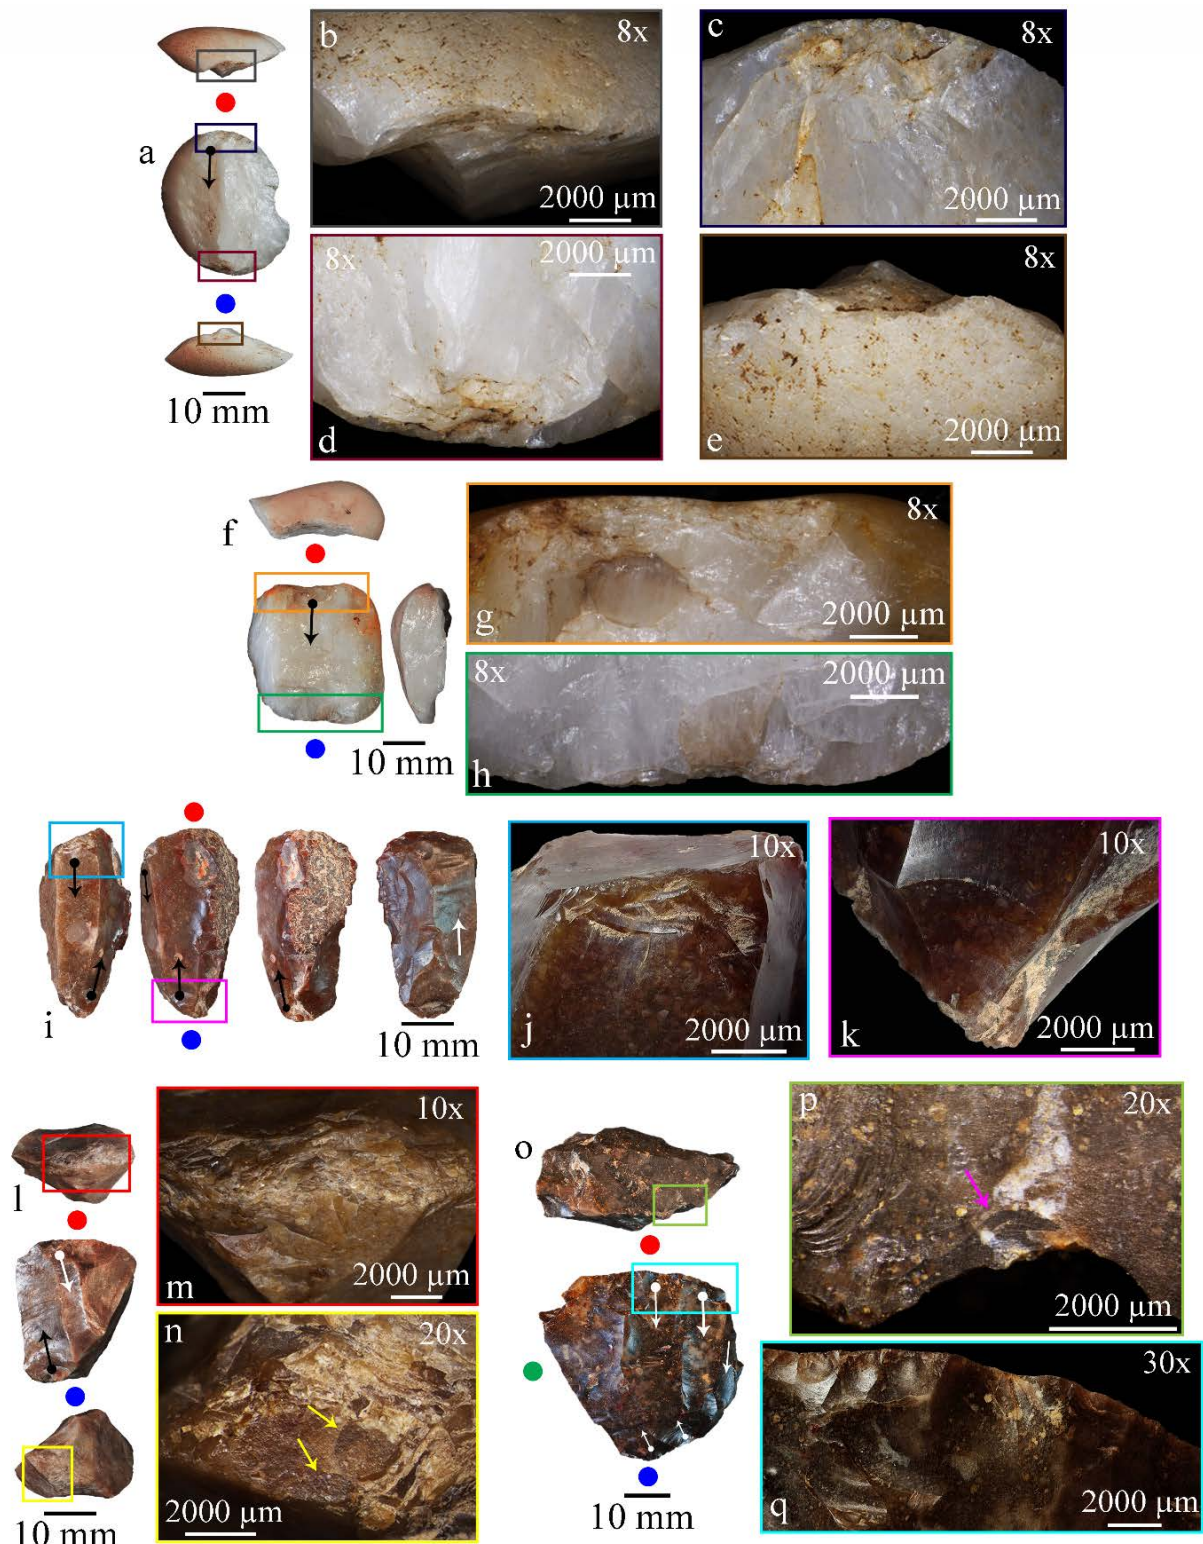 b 8x
c 8x
a
2000 µm
2000 µm
8x 2000 µm
8x
10 mm
d
e 2000 µm
f
8x
g 2000 µm
8x 2000 µm
10 mm
h
10x
10x
i
10 mm
j 2000 µm
k 2000 µm
10x
p 20x
o
l
m 2000 µm
2000 µm
n 20x
30x
2000 µm
10 mm
10 mm
q 2000 µm